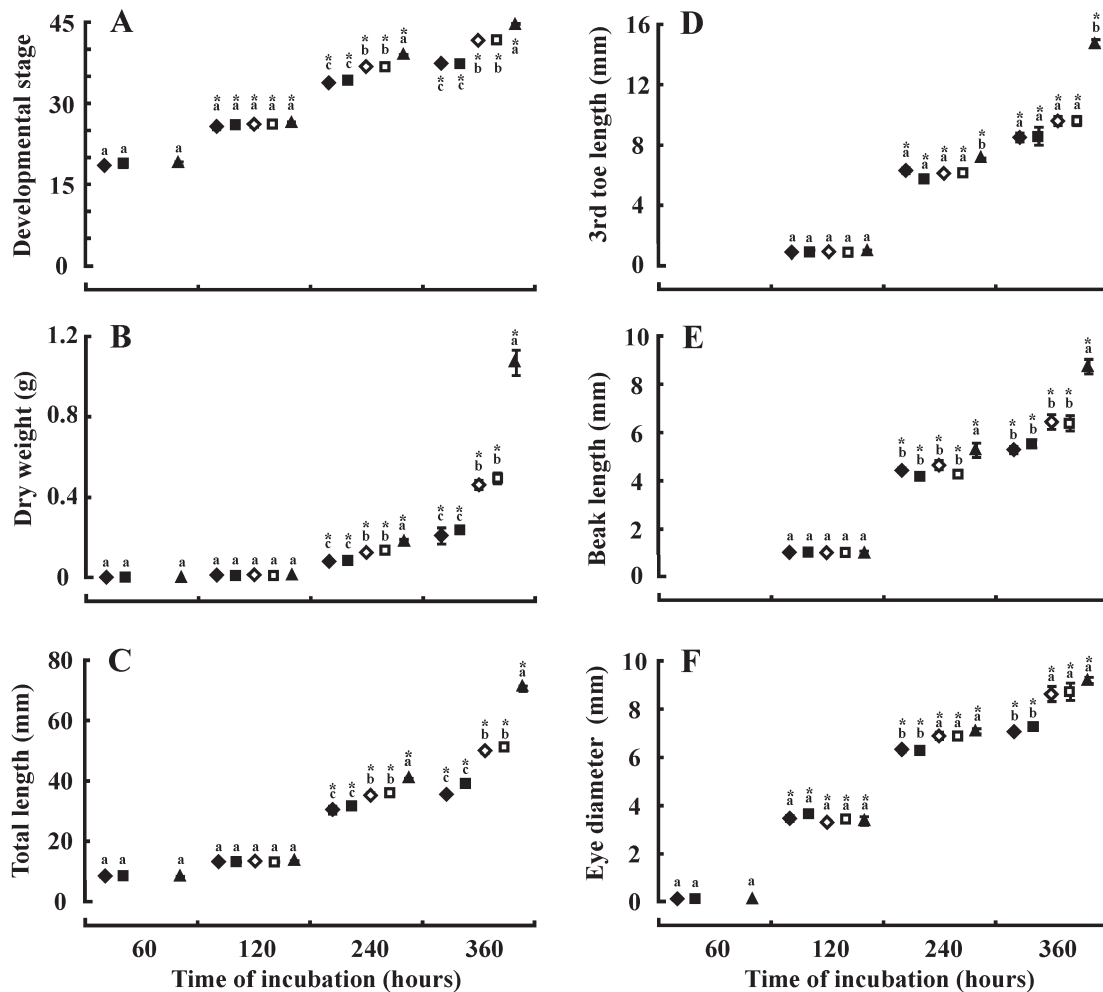 A
Developmental stage
45
30
15
0
* * * * * * * * * * * * * * *
a a a a a a a a c c b b a c c b b a
B
Dry weight (g)
1.2
0.8
0.4
0
a a a a a a a a
* * * * * * * * * *
c c b b a c c b b a
C
Total length (mm)
80
60
40
20
0
a a a a a a a a
* * * * * * * * * *
c c b b a c c b b a
60 120 240 360
Time of incubation (hours)
D
3rd toe length (mm)
16
12
8
4
0
a a a a a
* * * * * * * * * *
a a a a b a a a a b
E
Beak length (mm)
10
8
6
4
2
0
a a a a a
* * * * * * * * * *
b b b b a b b b b a
F
Eye diameter (mm)
10
8
6
4
2
0
a a a
* * * * * * * * * * * * * * *
a a a a a b b a a a b b a a a
60 120 240 360
Time of incubation (hours)